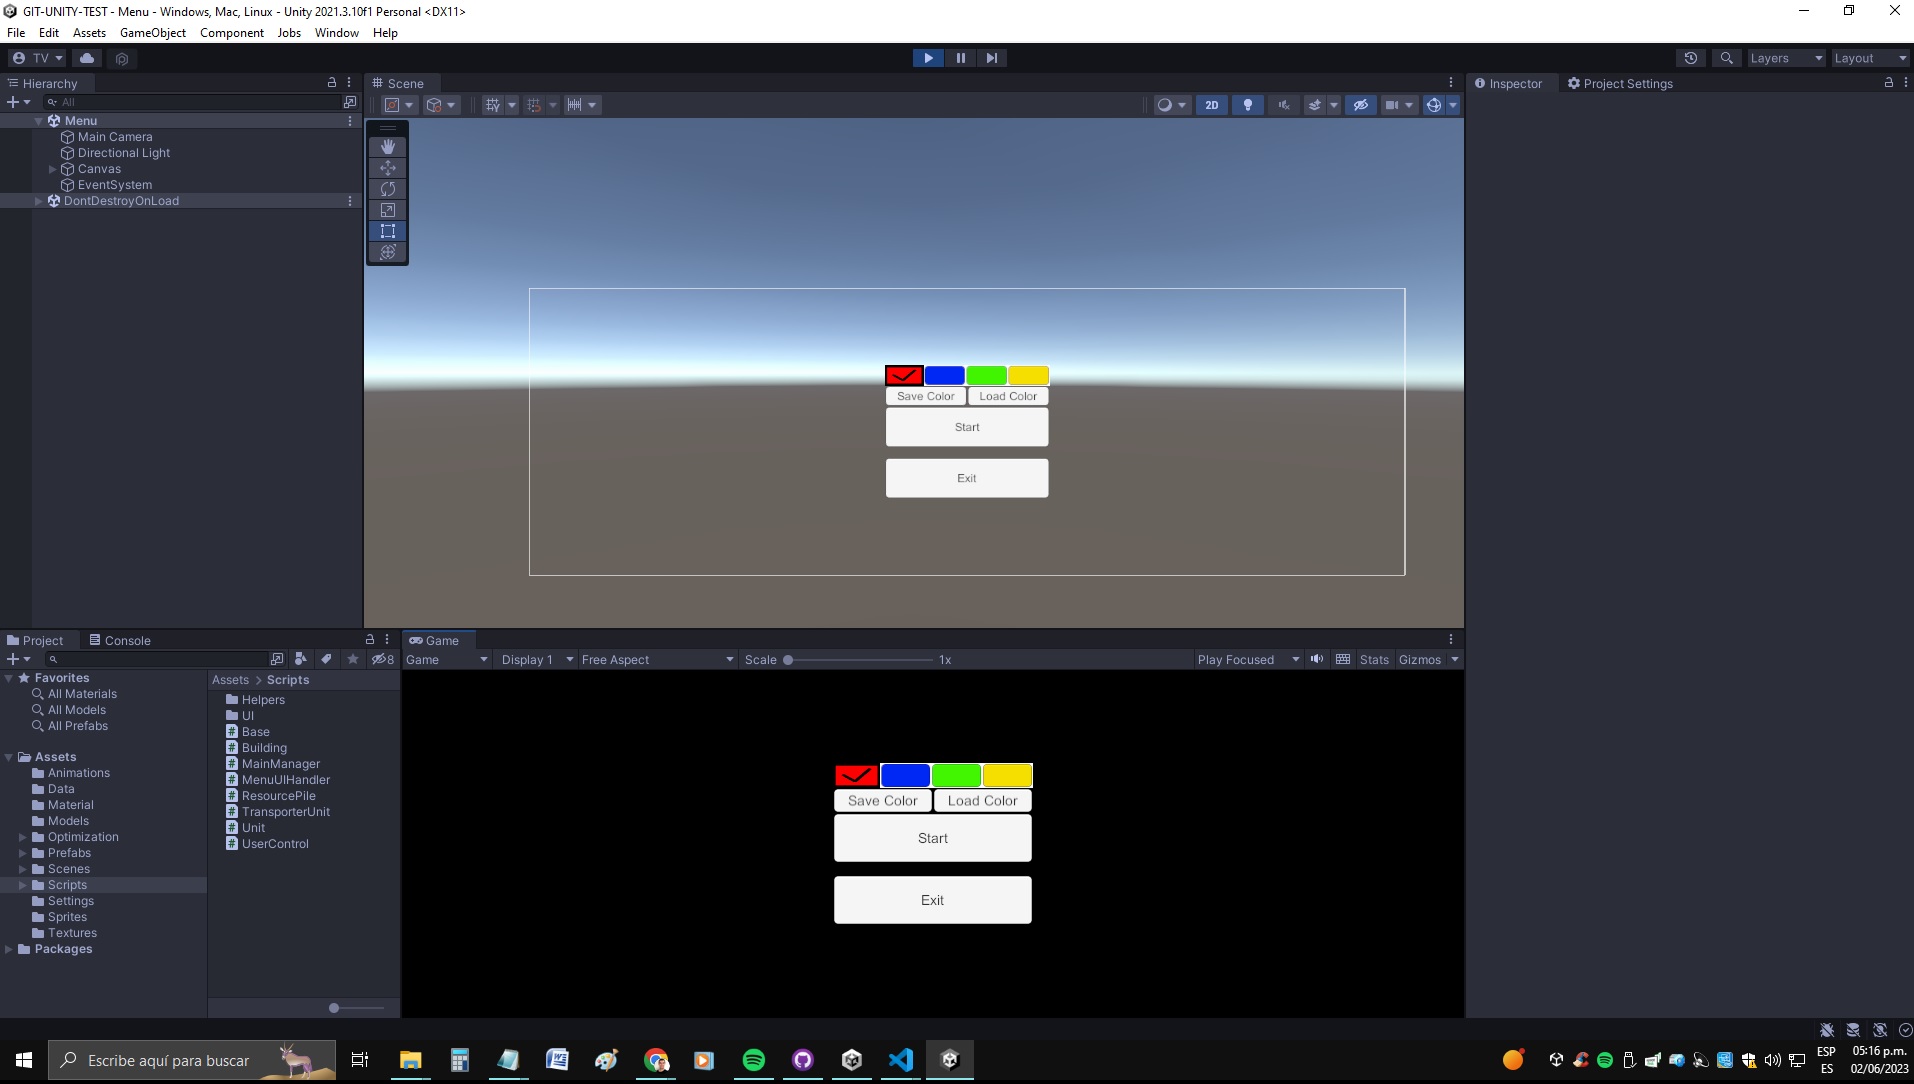 GIT-UNITY-TEST - Menu - Windows, Mac, Linux - Unity 2021.3.10f1 Personal <DX11>
File Edit Assets GameObject Component Jobs Window Help
TV Layers Layout
Hierarchy
All
Menu
Main Camera
Directional Light
Canvas
EventSystem
DontDestroyOnLoad
Scene
2D
Save Color Load Color
Start
Exit
Inspector Project Settings
Project Console
8
Favorites
All Materials
All Models
All Prefabs
Assets
Animations
Data
Material
Models
Optimization
Prefabs
Scenes
Scripts
Settings
Sprites
Textures
Packages
Assets > Scripts
Helpers
UI
Base
Building
MainManager
MenuUIHandler
ResourcePile
TransporterUnit
Unit
UserControl
Game
Game Display 1 Free Aspect Scale 1x Play Focused Stats Gizmos
Save Color Load Color
Start
Exit
Escribe aquí para buscar
ESP
ES
05:16 p.m.
02/06/2023